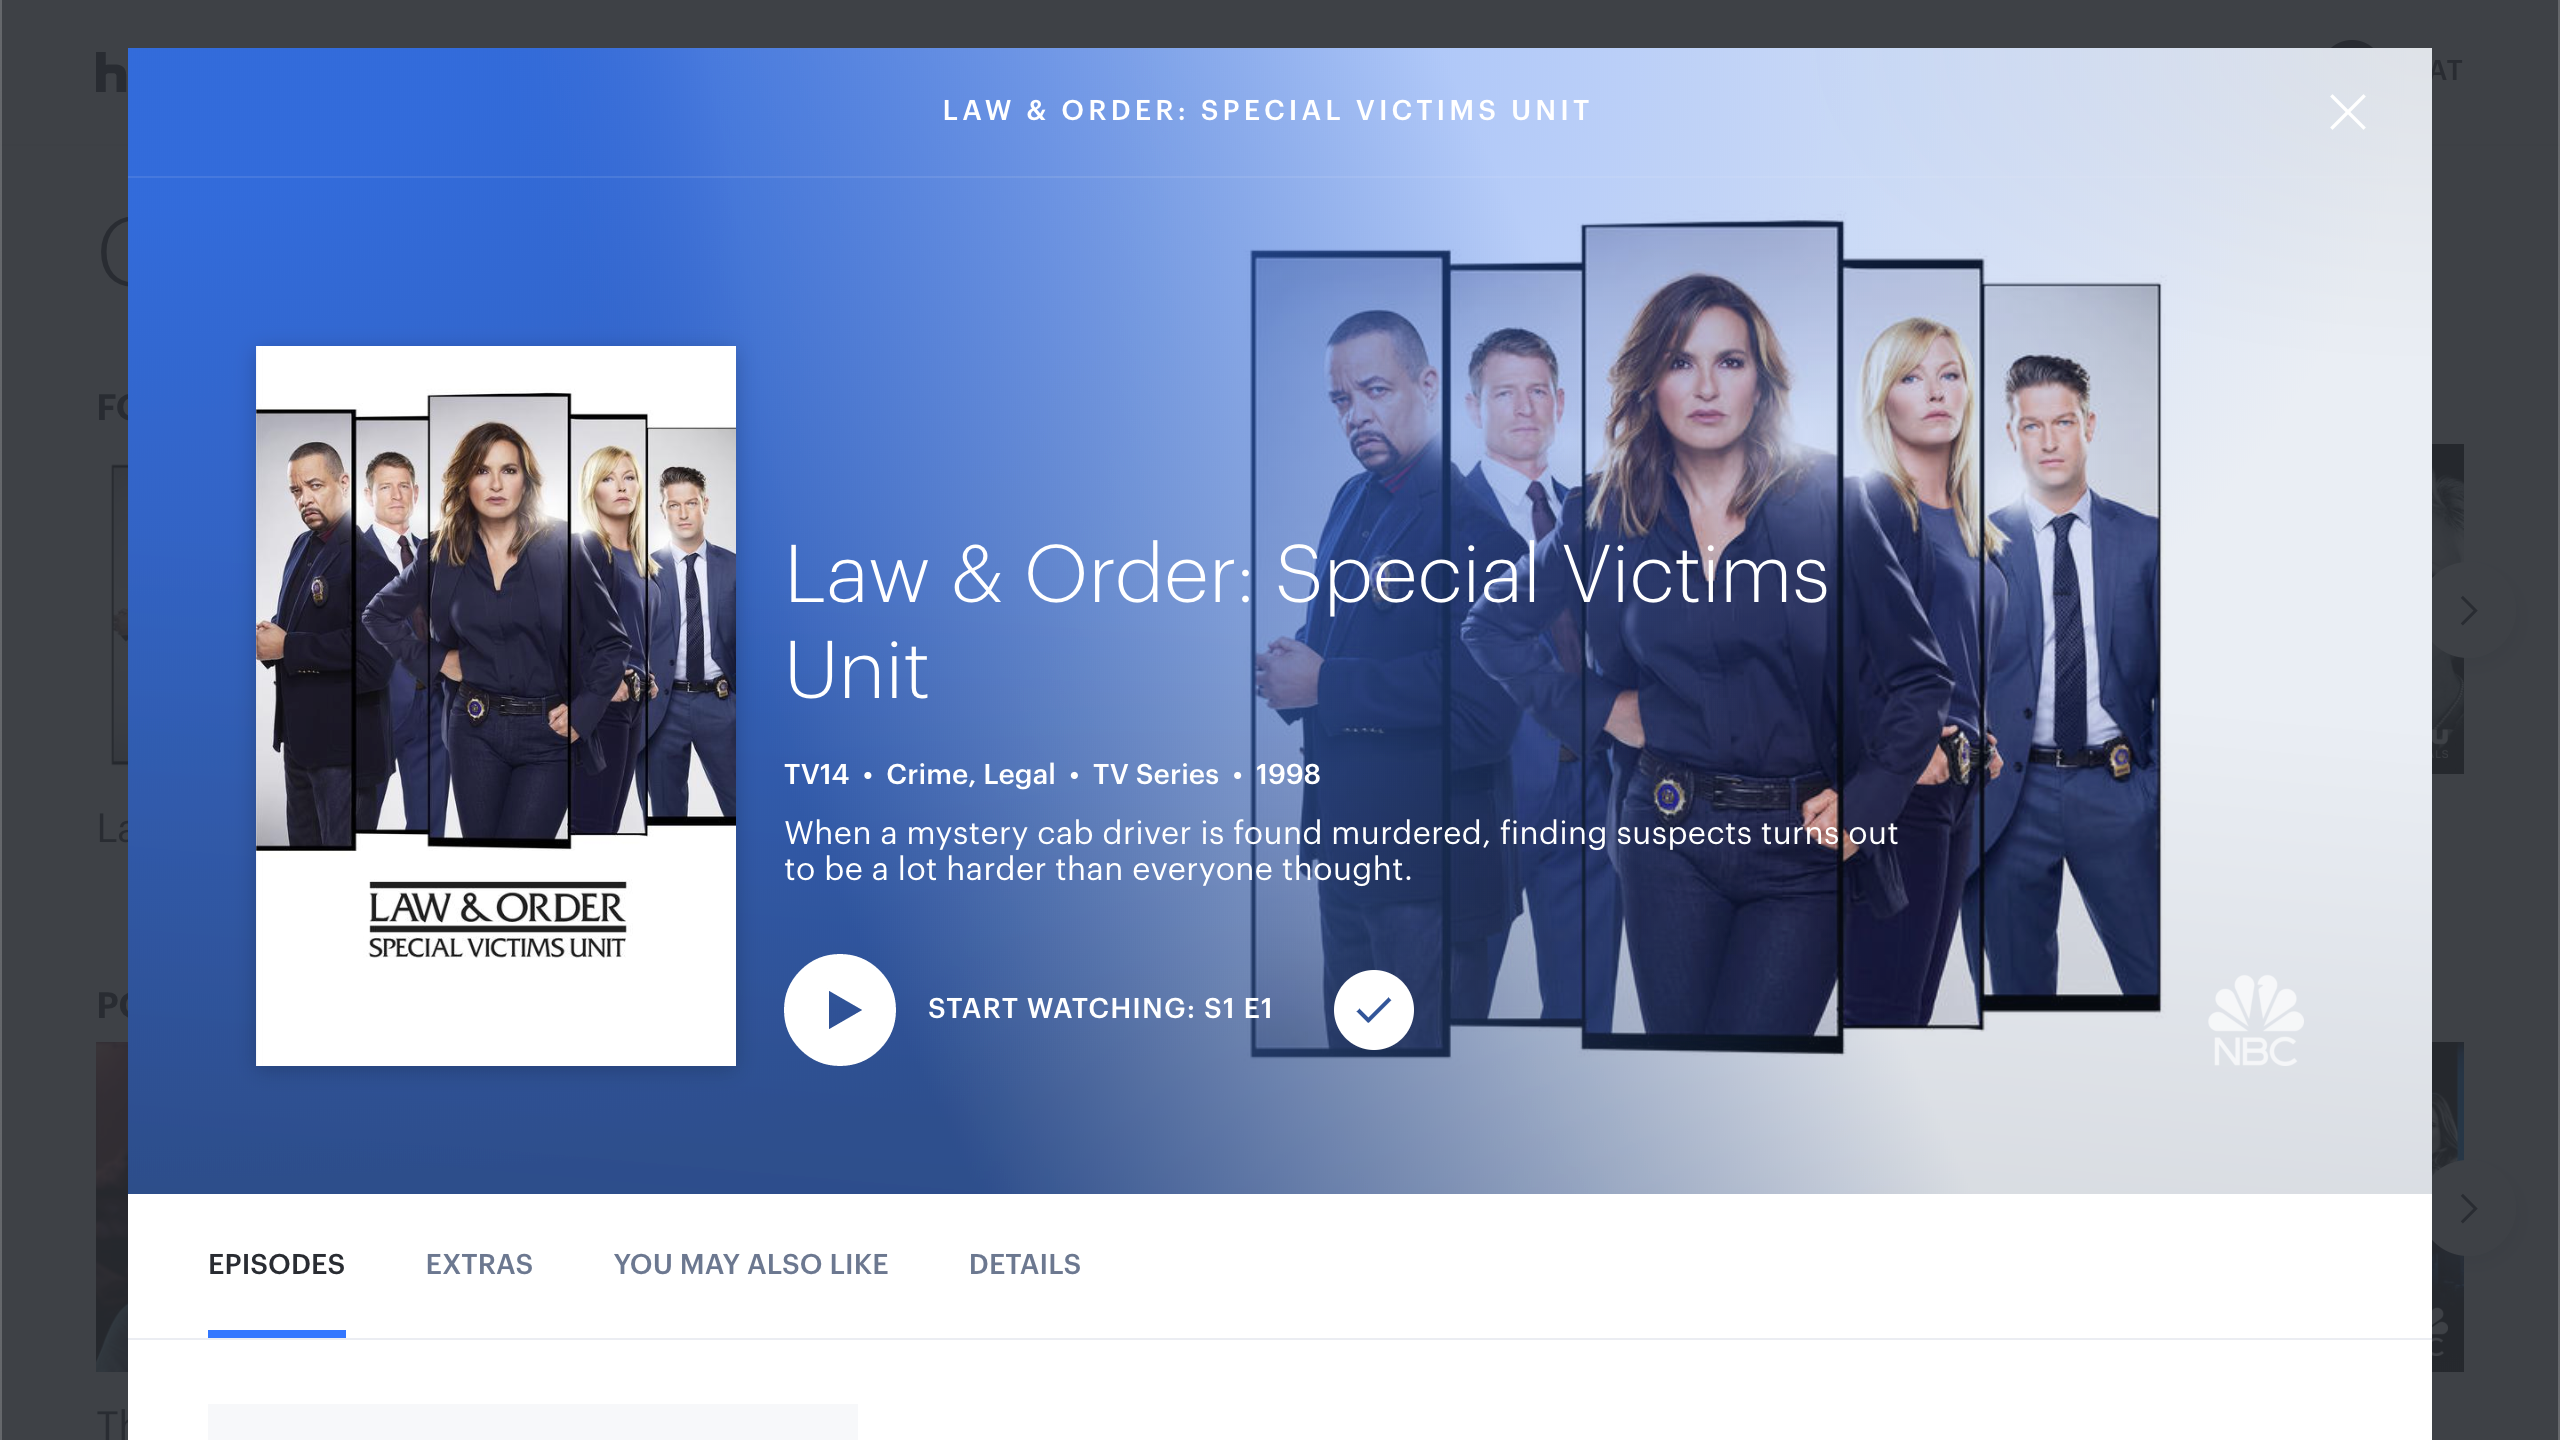 LAW & ORDER: SPECIAL VICTIMS UNIT
LAW & ORDER
SPECIAL VICTIMS UNIT
Law & Order: Special Victims
Unit
TV14 • Crime, Legal • TV Series • 1998
When a mystery cab driver is found murdered, finding suspects turns out
to be a lot harder than everyone thought.
START WATCHING: S1 E1
NBC
EPISODES
EXTRAS
YOU MAY ALSO LIKE
DETAILS